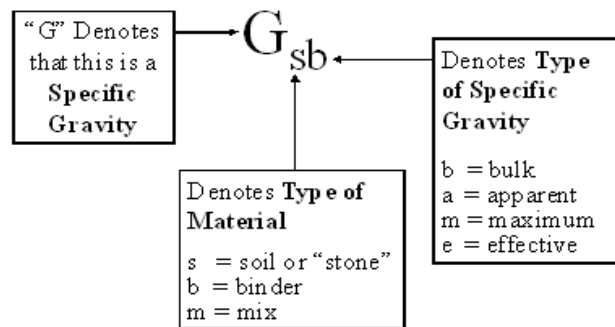 “G” Denotes
that this is a
Specific
Gravity
Gsb
Denotes Type
of Specific
Gravity
b = bulk
a = apparent
m = maximum
e = effective
Denotes Type of
Material
s = soil or “stone”
b = binder
m = mix